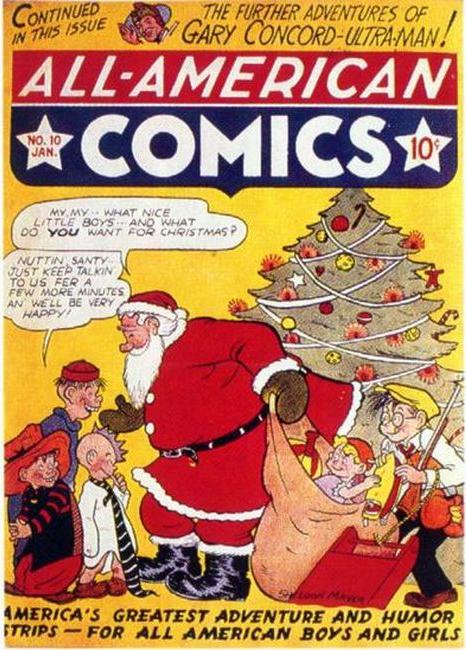 CONTINUED
IN THIS ISSUE
THE FURTHER ADVENTURES OF
GARY CONCORD-ULTRA-MAN!
ALL-AMERICAN
NO. 10
JAN.
COMICS
10¢
MY, MY-- WHAT NICE
LITTLE BOYS--- AND WHAT
DO YOU WANT FOR CHRISTMAS?
NUTTIN' SANTY--
JUST KEEP TALKIN'
TO US FER A
FEW MORE MINUTES
AN' WE'LL BE VERY
HAPPY!
SHELDON MAYER
AMERICA'S GREATEST ADVENTURE AND HUMOR
STRIPS — FOR ALL AMERICAN BOYS AND GIRLS